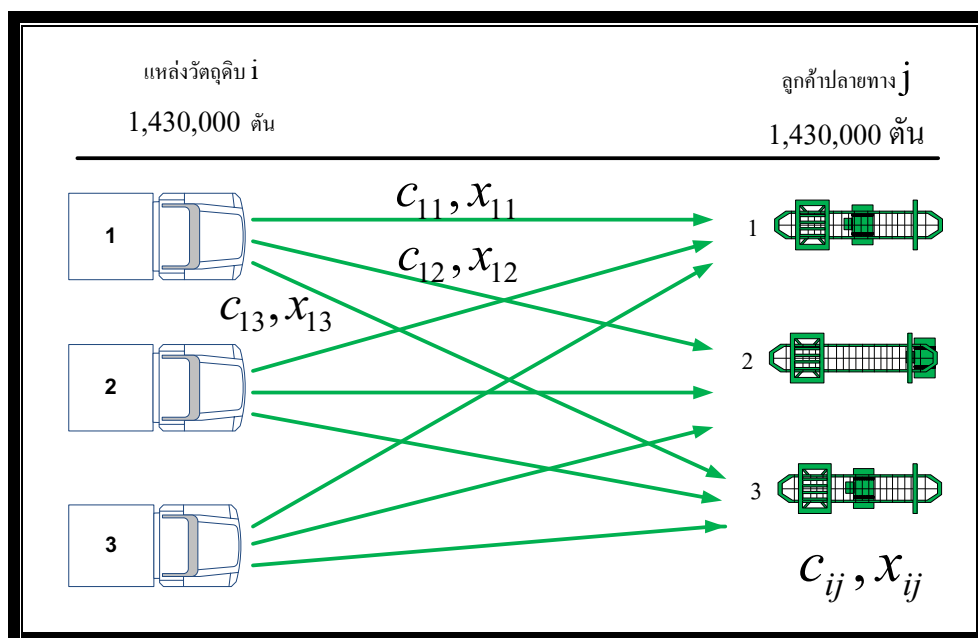 แหล่งวัตถุดิบ i
1,430,000 ตัน
ลูกค้าปลายทาง j
1,430,000 ตัน
c11, x11
c12, x12
c13, x13
1
2
3
1
2
3
cij, xij